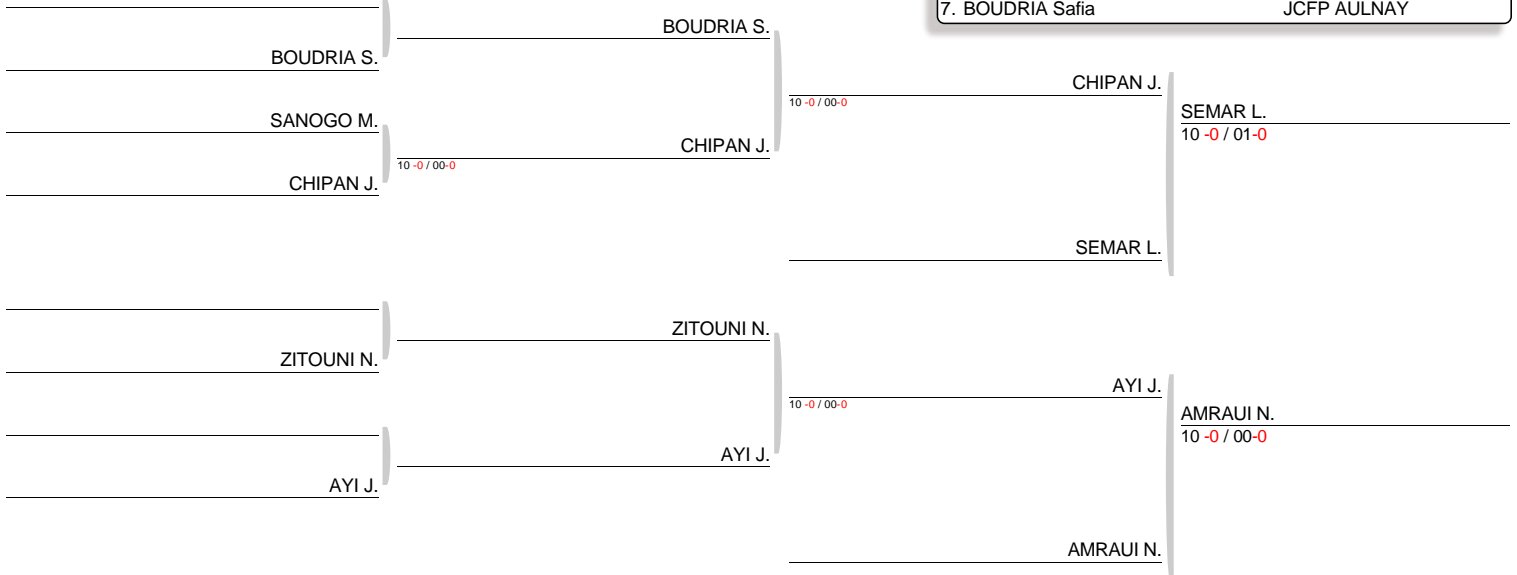 7. BOUDRIA Safia JCFP AULNAY
BOUDRIA S.
BOUDRIA S.
CHIPAN J.
10 -0 / 00-0
SEMAR L.
10 -0 / 01-0
SANOGO M.
CHIPAN J.
10 -0 / 00-0
CHIPAN J.
SEMAR L.
ZITOUNI N.
ZITOUNI N.
AYI J.
10 -0 / 00-0
AMRAUI N.
10 -0 / 00-0
AYI J.
AYI J.
AMRAUI N.